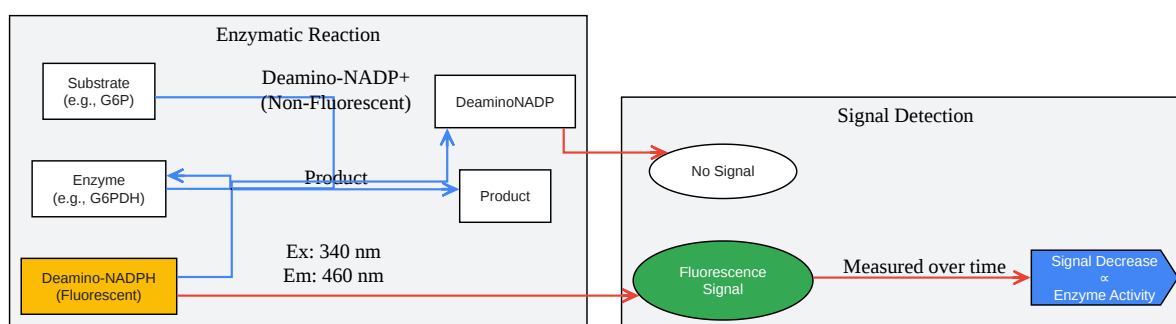 Enzymatic Reaction
Substrate
(e.g., G6P)
Deamino-NADP+
(Non-Fluorescent)
DeaminoNADP
Enzyme
(e.g., G6PDH)
Product
Product
Deamino-NADPH
(Fluorescent)
Ex: 340 nm
Em: 460 nm
Signal Detection
No Signal
Fluorescence
Signal
Measured over time
Signal Decrease
∝
Enzyme Activity